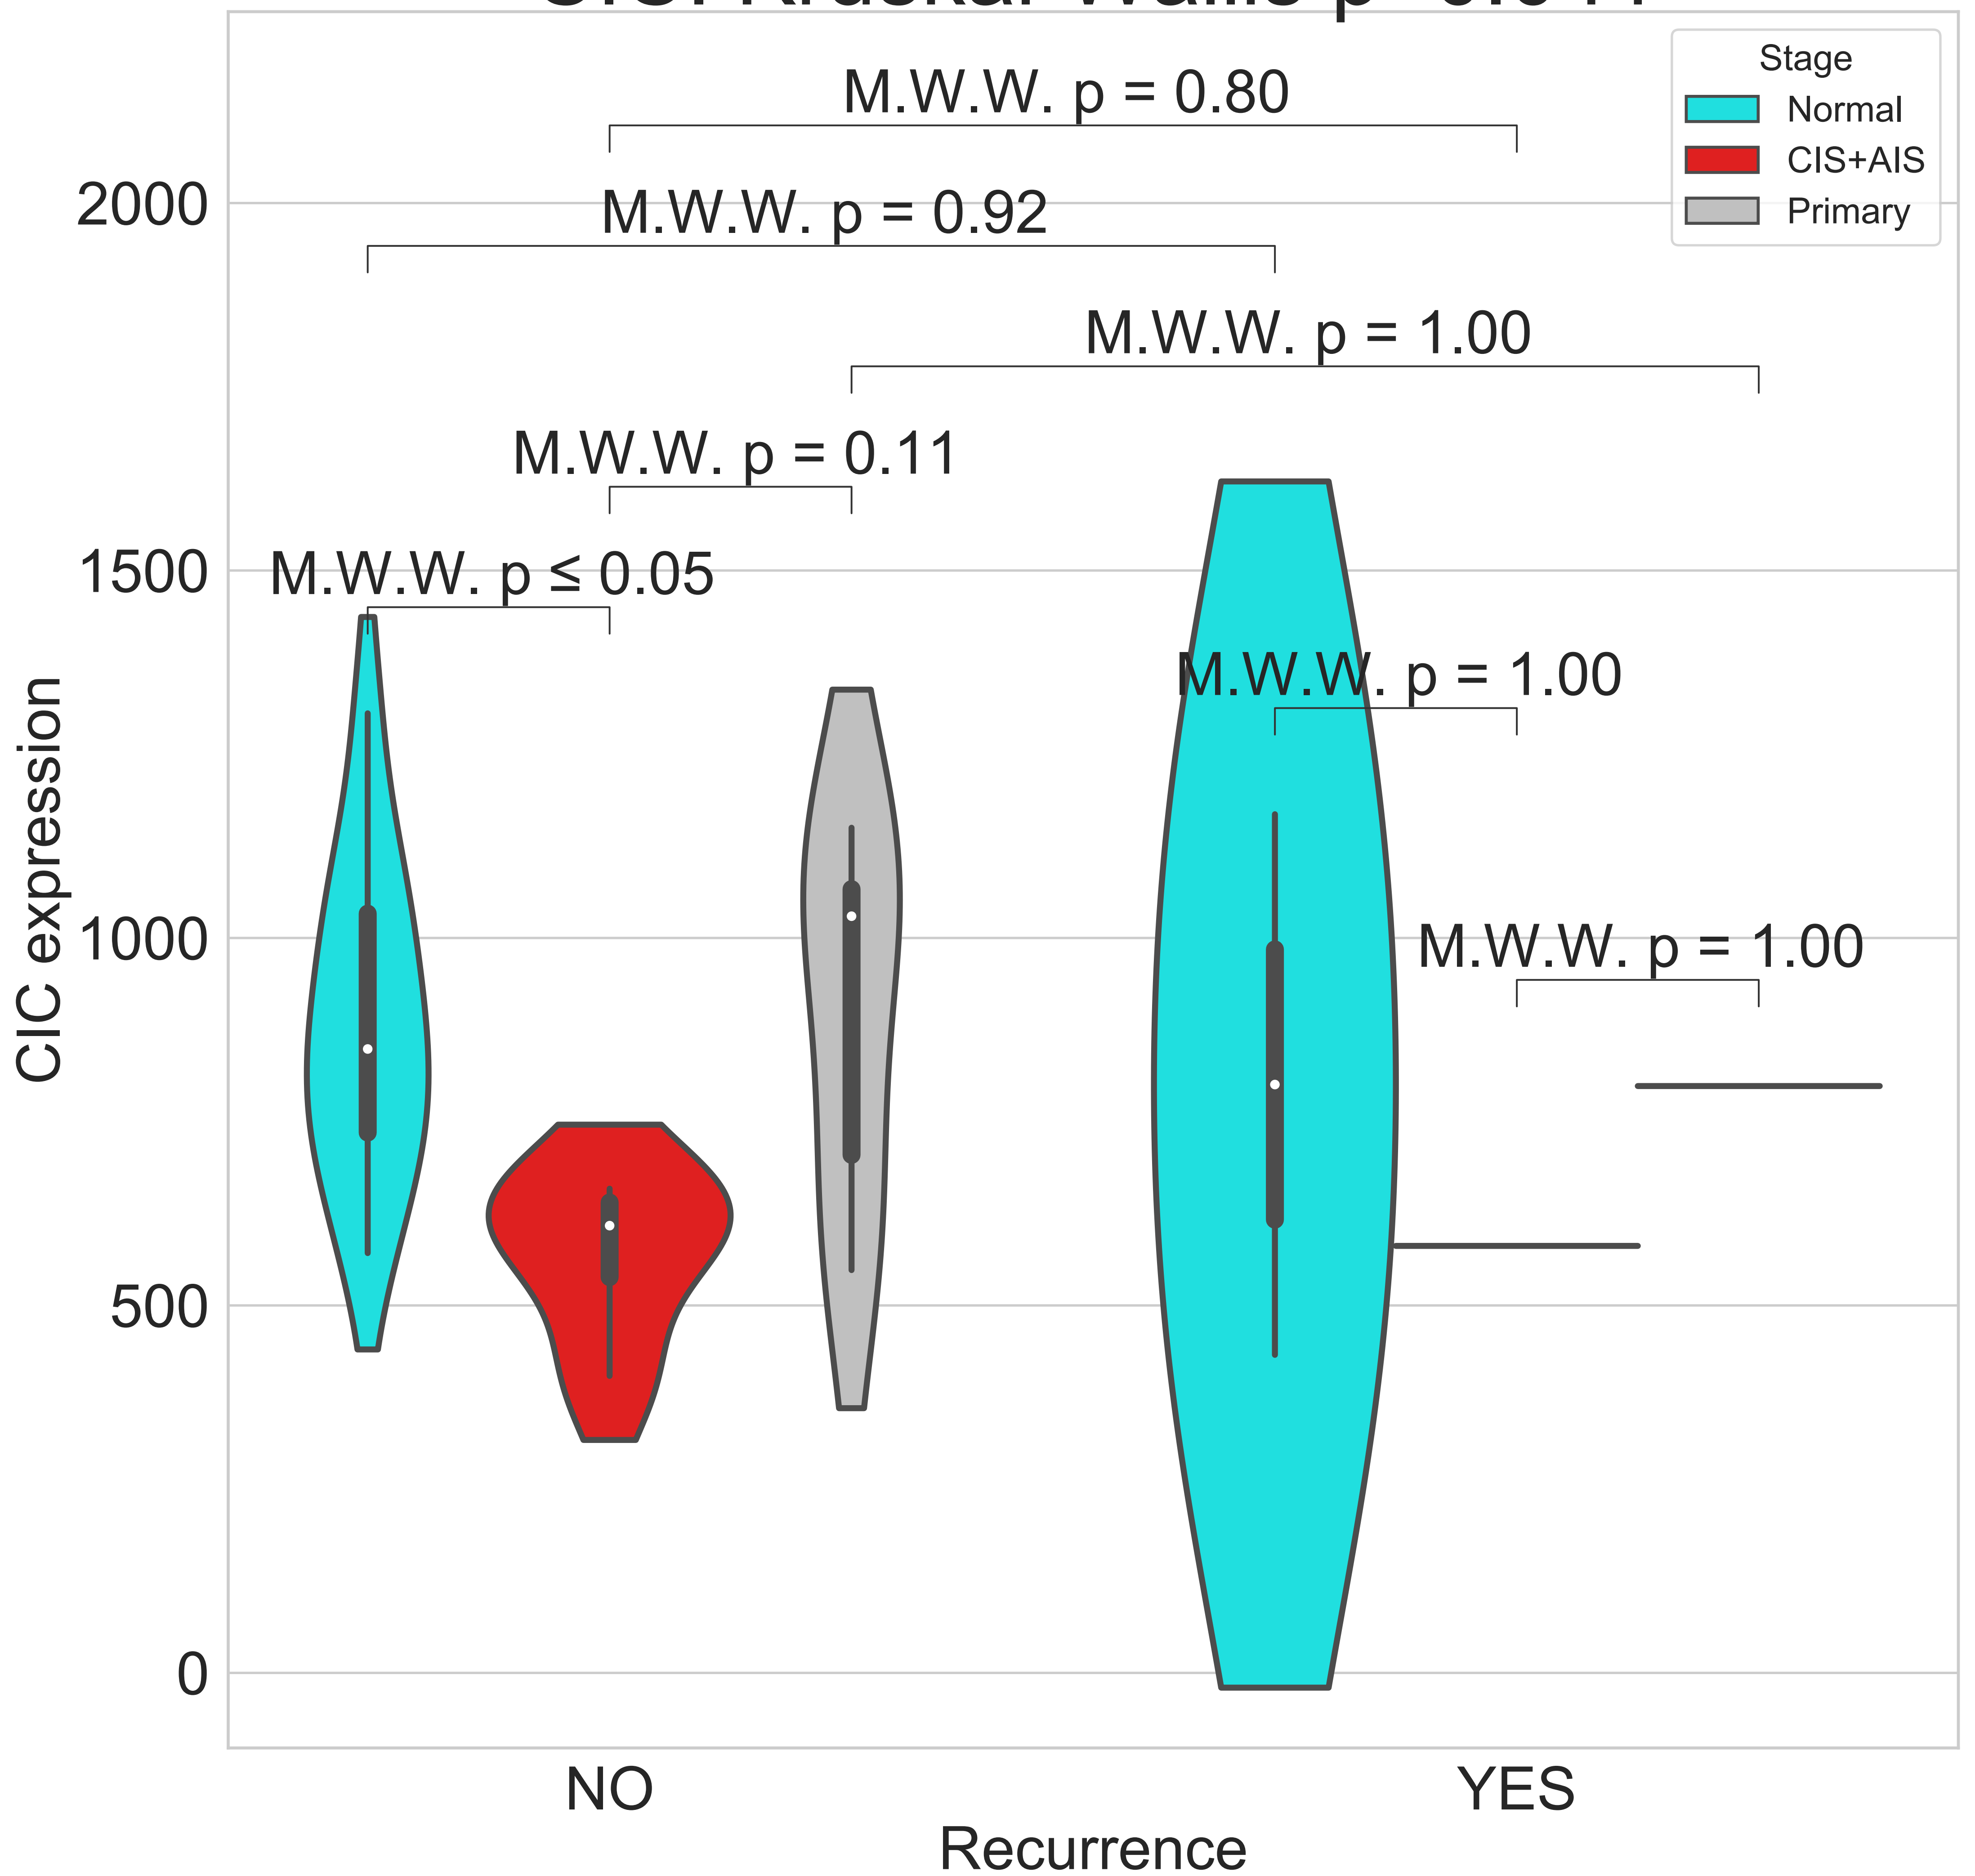 Stage
Normal
CIS+AIS
Primary
M.W.W. p = 0.80
2000
M.W.W. p = 0.92
M.W.W. p = 1.00
M.W.W. p = 0.11
1500
M.W.W. p ≤ 0.05
M.W.W. p = 1.00
CIC expression
1000
M.W.W. p = 1.00
500
0
NO
YES
Recurrence